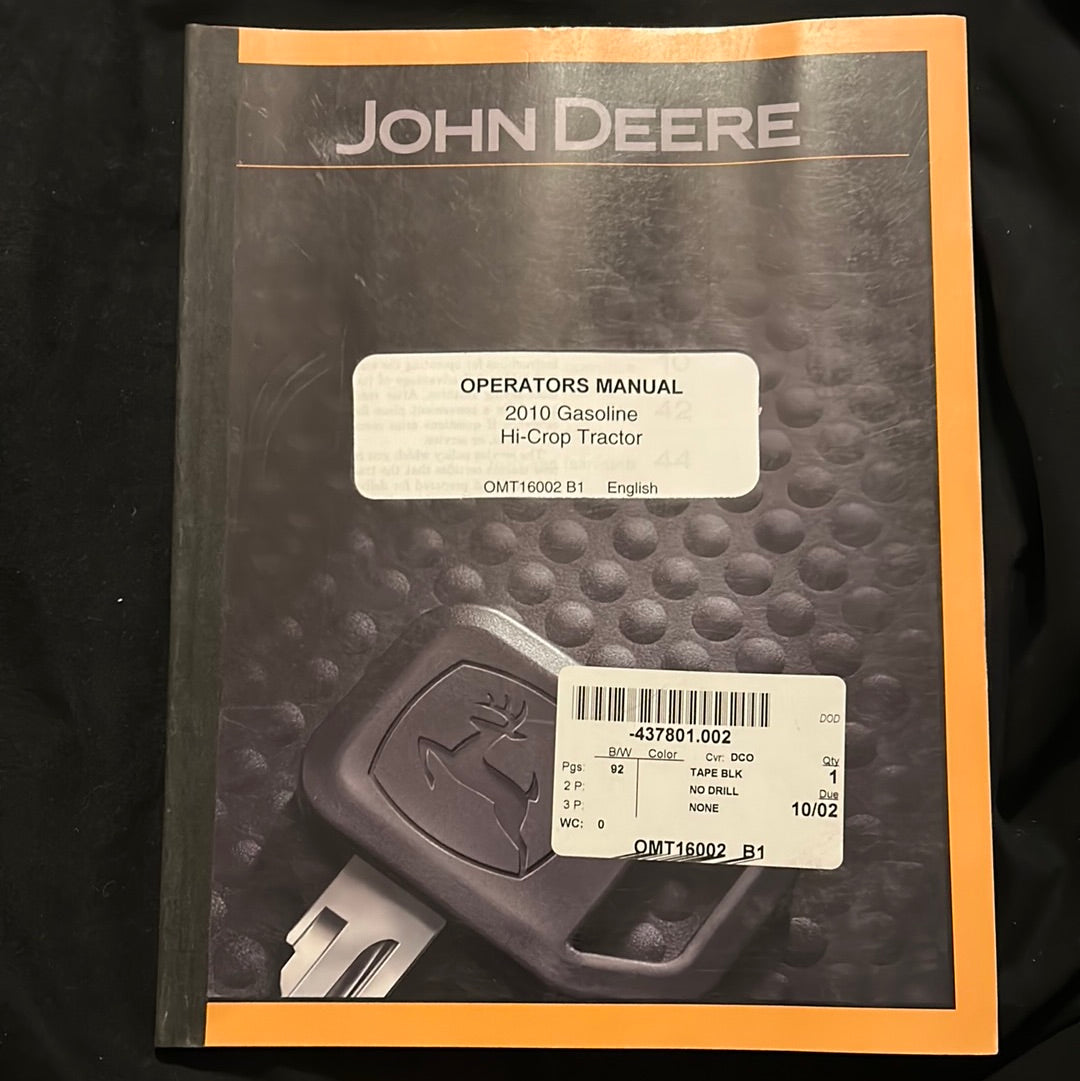 JOHN DEERE
OPERATORS MANUAL
2010 Gasoline
Hi-Crop Tractor
OMT16002 B1 English
DOD
-437801.002
B/W Color Cvr: DCO Qty
Pgs: 92 TAPE BLK 1
2 P: NO DRILL Due
3 P: NONE 10/02
WC: 0
OMT16002 B1